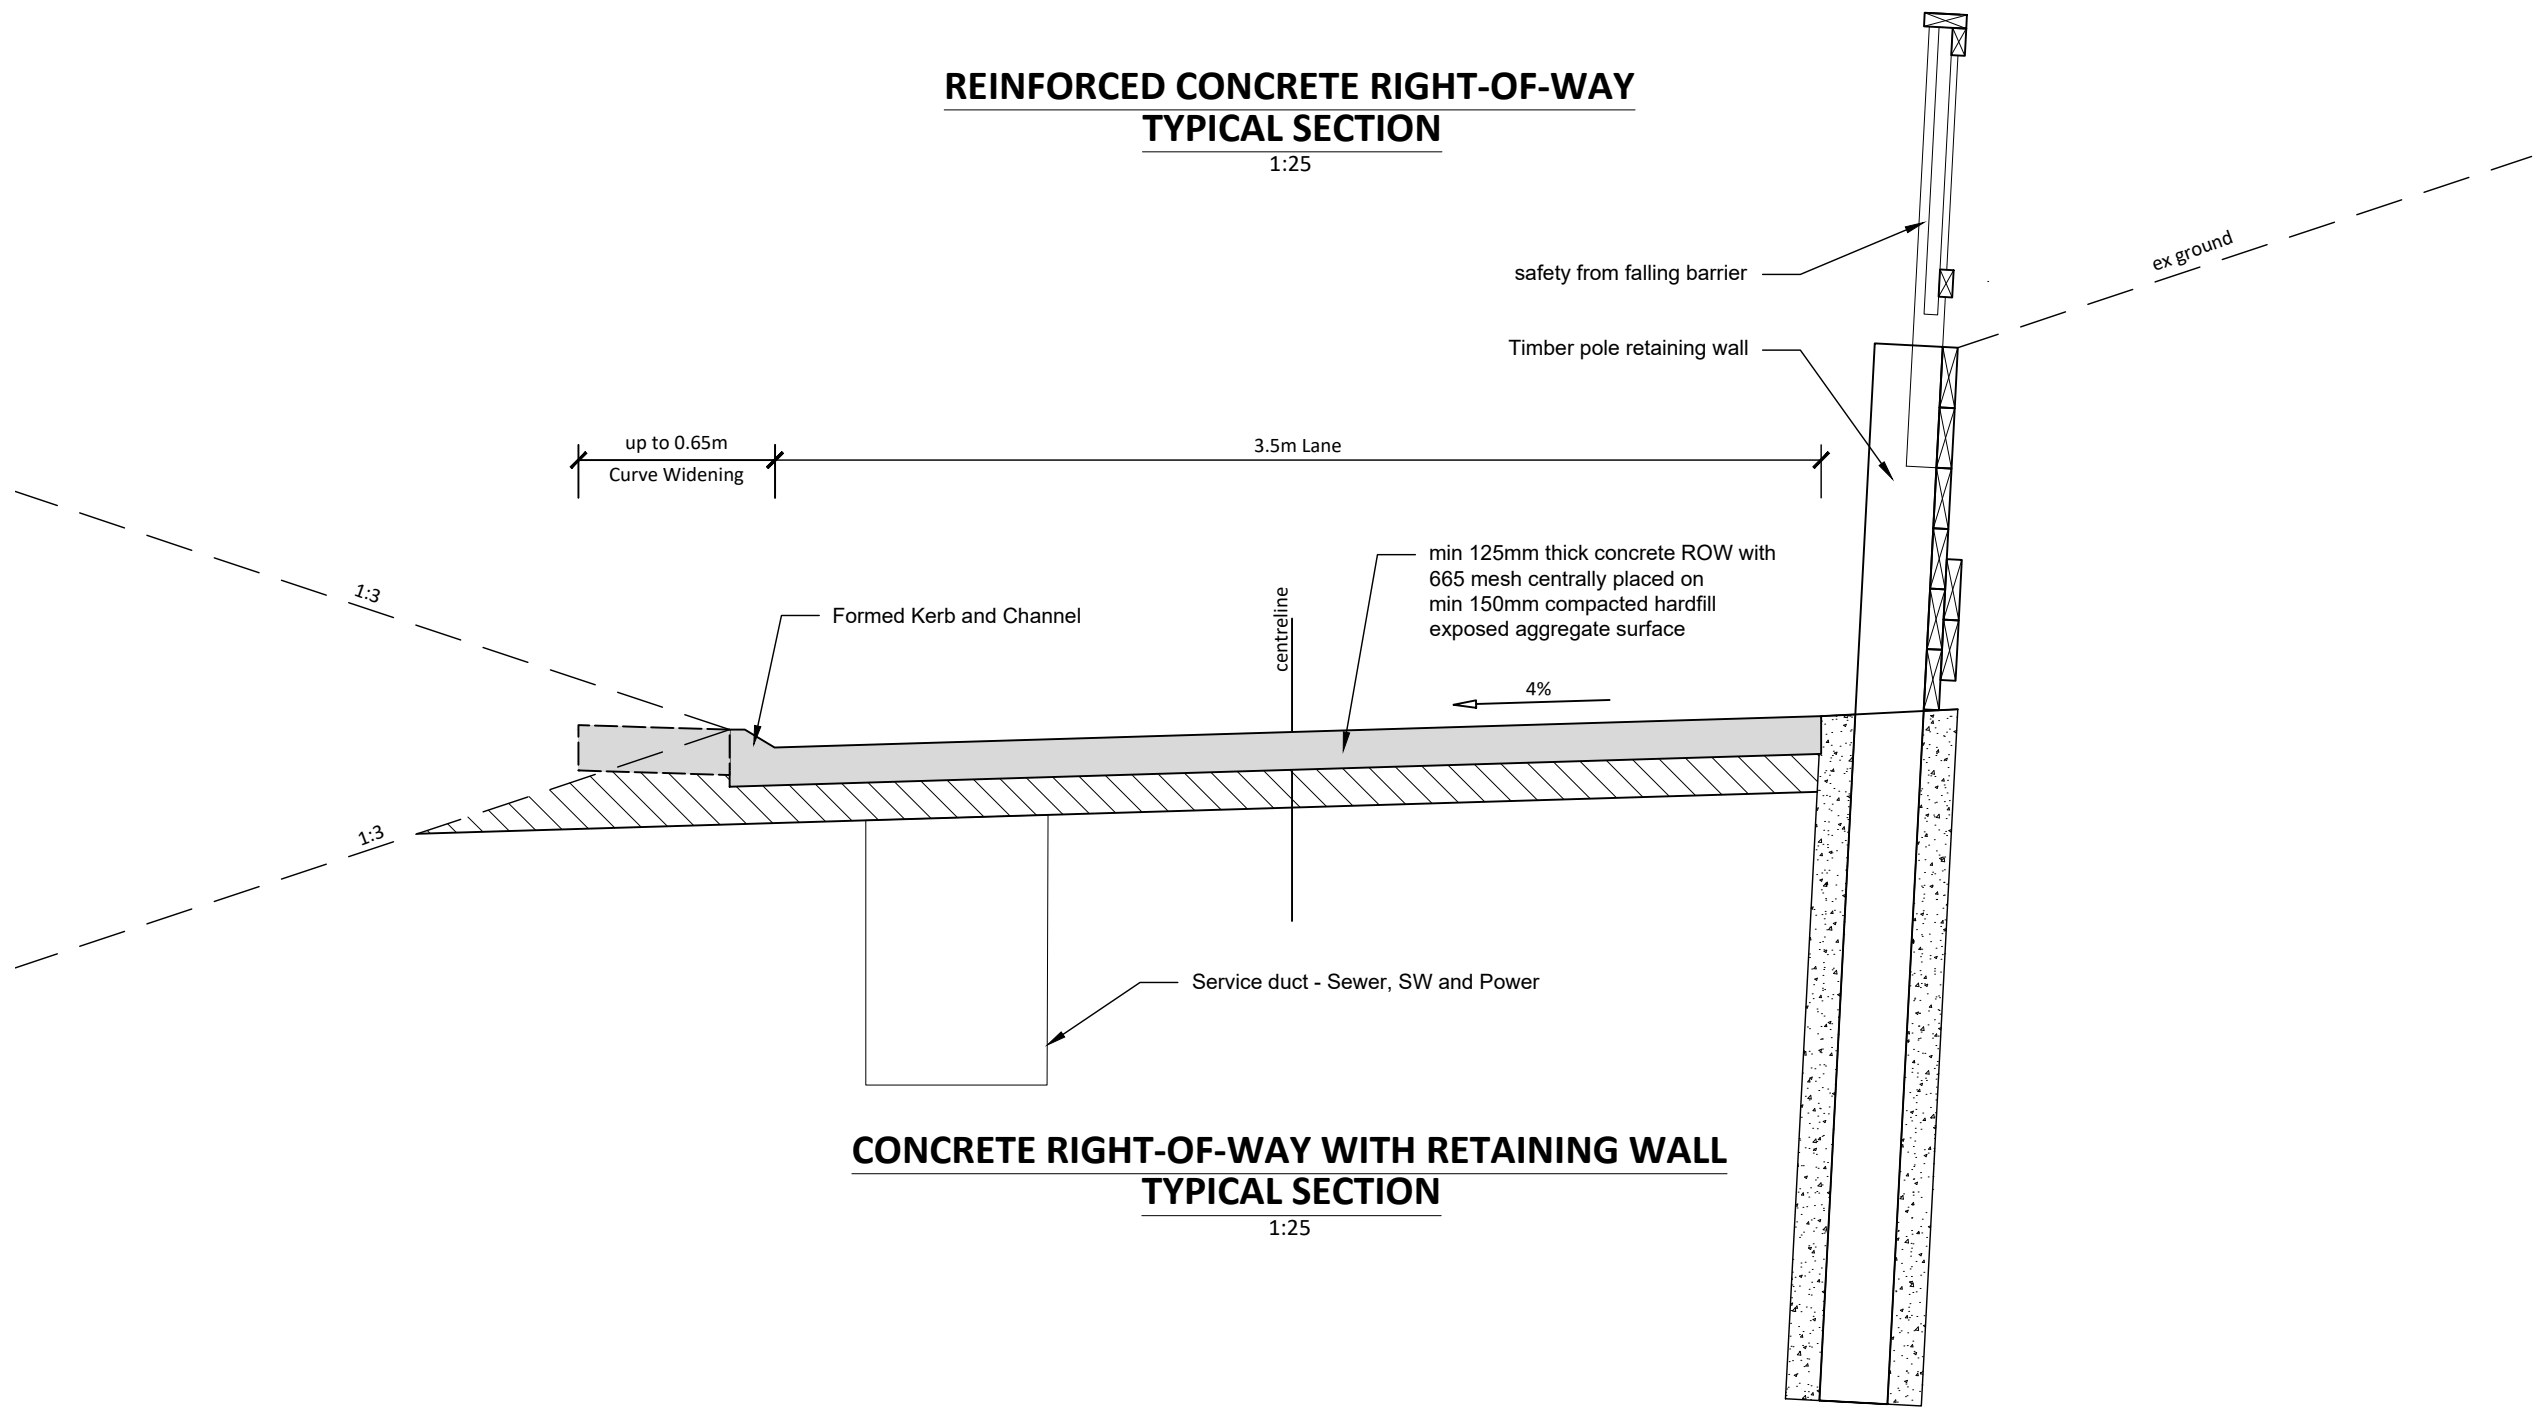 REINFORCED CONCRETE RIGHT-OF-WAY
TYPICAL SECTION
1:25
ex ground
safety from falling barrier
Timber pole retaining wall
up to 0.65m
Curve Widening
3.5m Lane
min 125mm thick concrete ROW with
665 mesh centrally placed on
min 150mm compacted hardfill
exposed aggregate surface
1:3
Formed Kerb and Channel
centreline
4%
1:3
Service duct - Sewer, SW and Power
CONCRETE RIGHT-OF-WAY WITH RETAINING WALL
TYPICAL SECTION
1:25